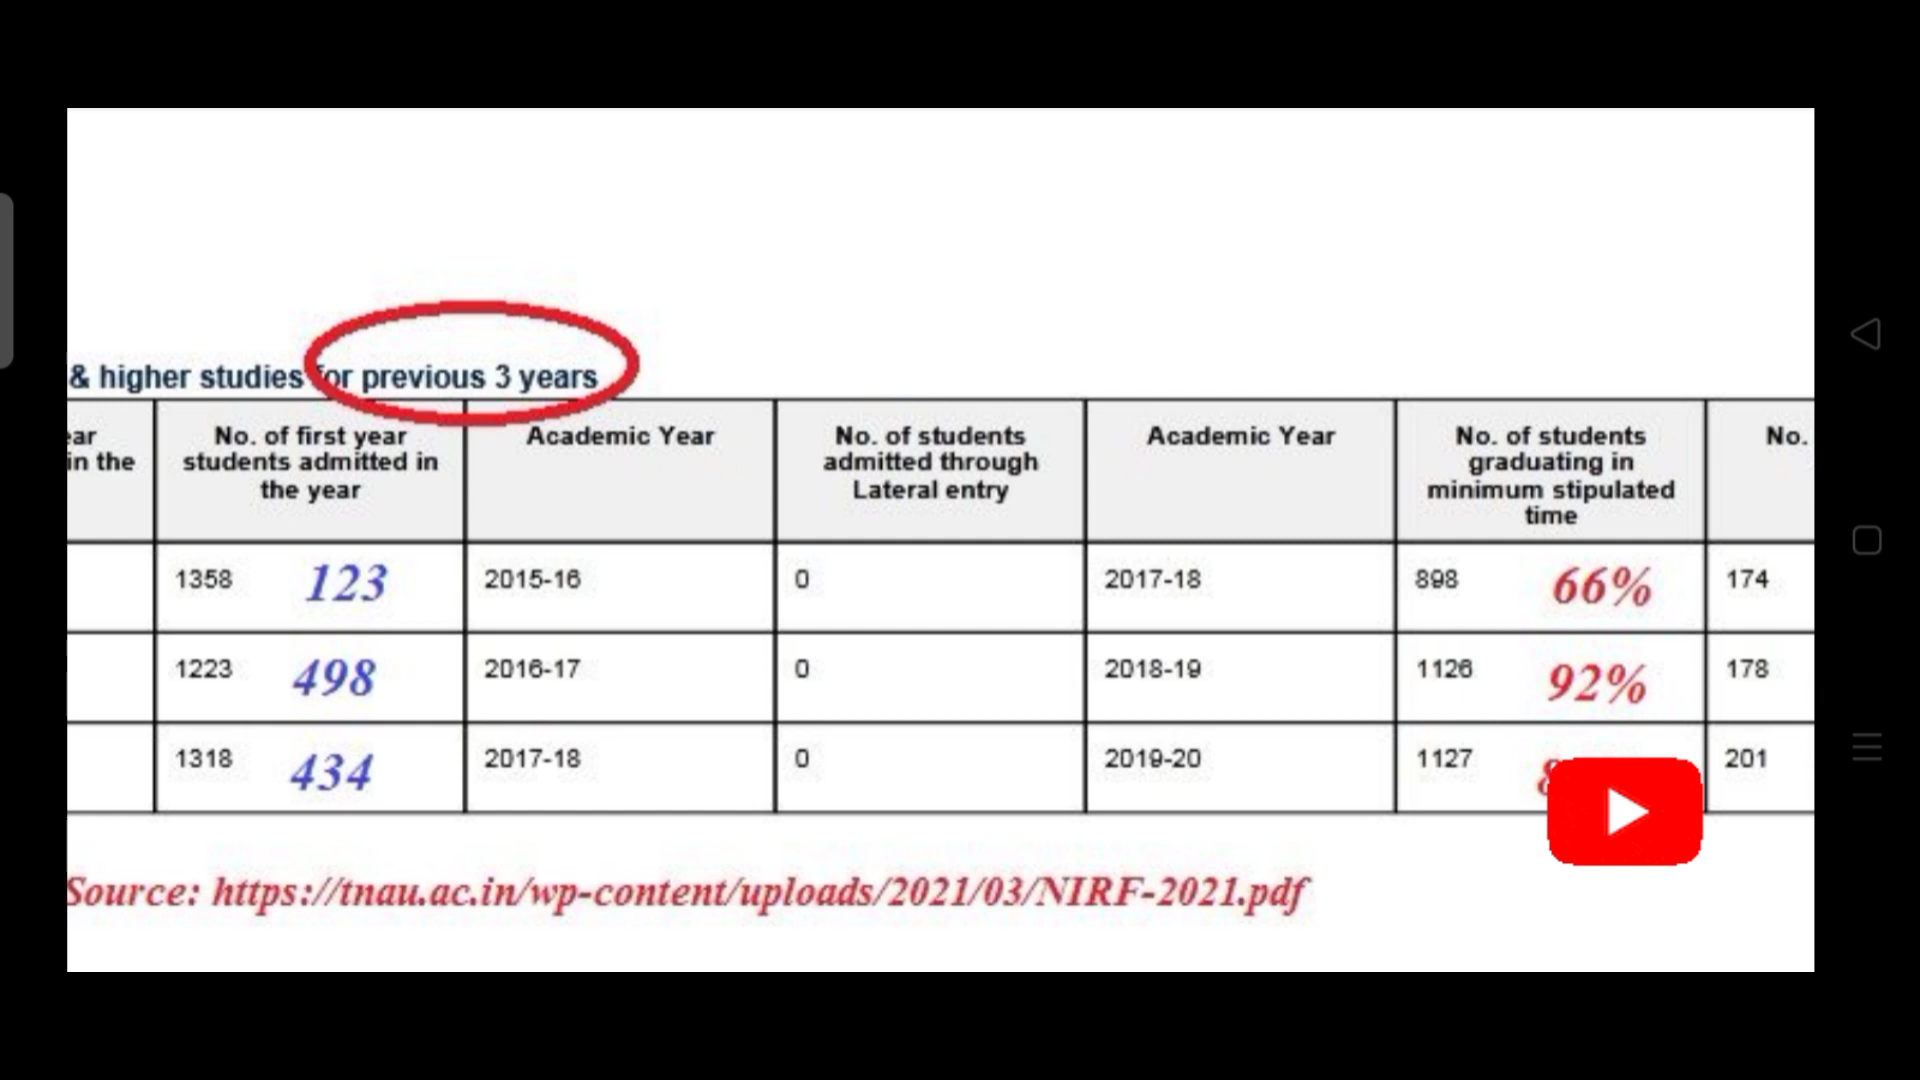 & higher studies for previous 3 years
ear
in the
No. of first year
students admitted in
the year
Academic Year
No. of students
admitted through
Lateral entry
Academic Year
No. of students
graduating in
minimum stipulated
time
No.
1358 123 2015-16 0 2017-18 898 66% 174
1223 498 2016-17 0 2018-19 1126 92% 178
1318 434 2017-18 0 2019-20 1127 201
Source: https://tnau.ac.in/wp-content/uploads/2021/03/NIRF-2021.pdf